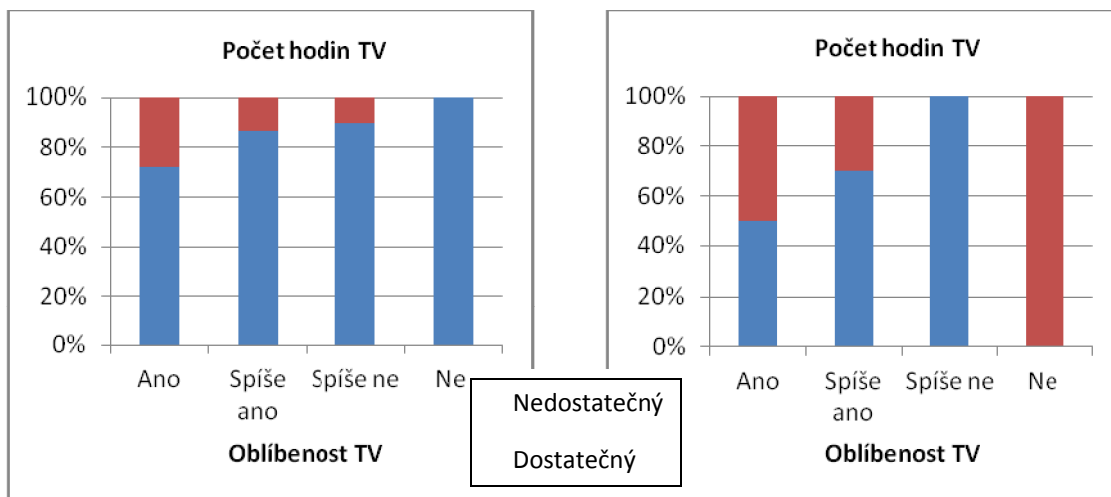 Počet hodin TV
100%
80%
60%
40%
20%
0%
Ano
Spíše ano
Spíše ne
Ne
Oblíbenost TV
Počet hodin TV
100%
80%
60%
40%
20%
0%
Ano
Spíše ano
Spíše ne
Ne
Oblíbenost TV
Nedostatečný
Dostatečný